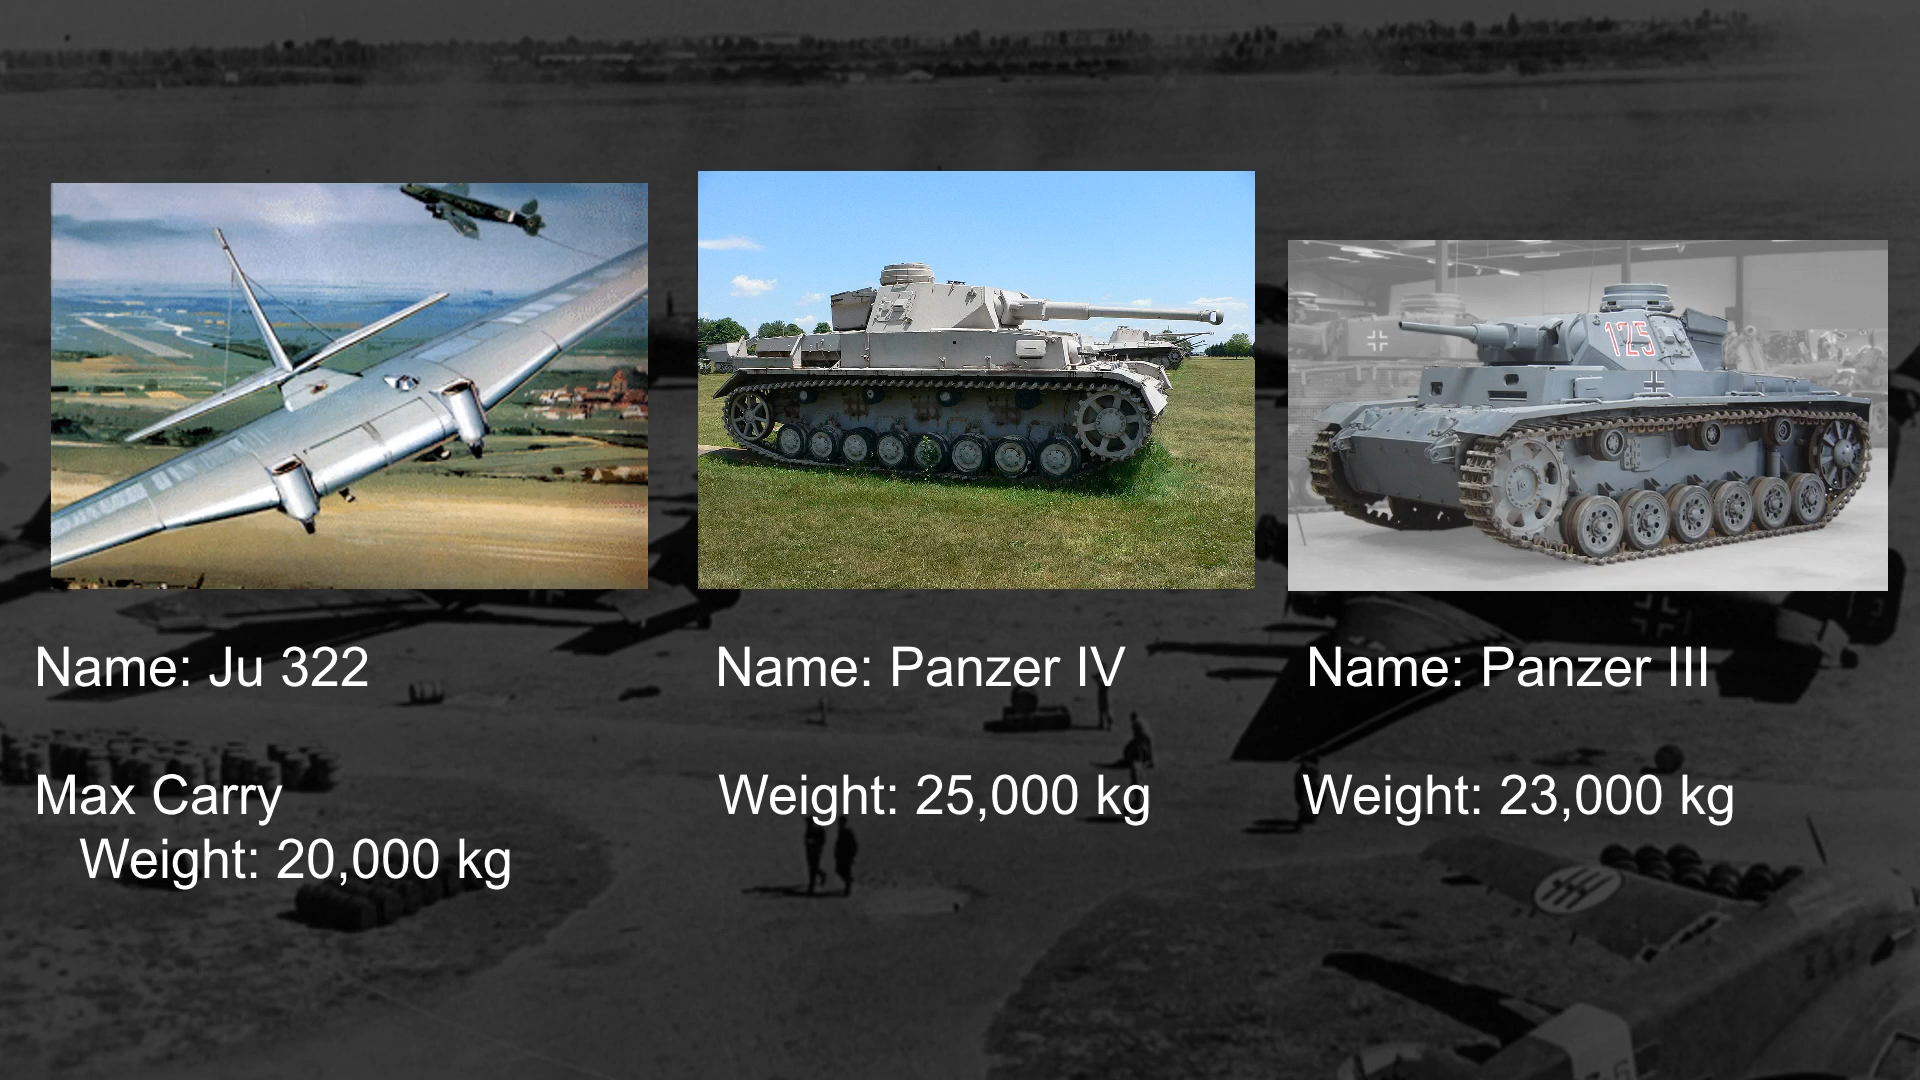 125
Name: Ju 322
Max Carry
Weight: 20,000 kg
Name: Panzer IV
Weight: 25,000 kg
Name: Panzer III
Weight: 23,000 kg